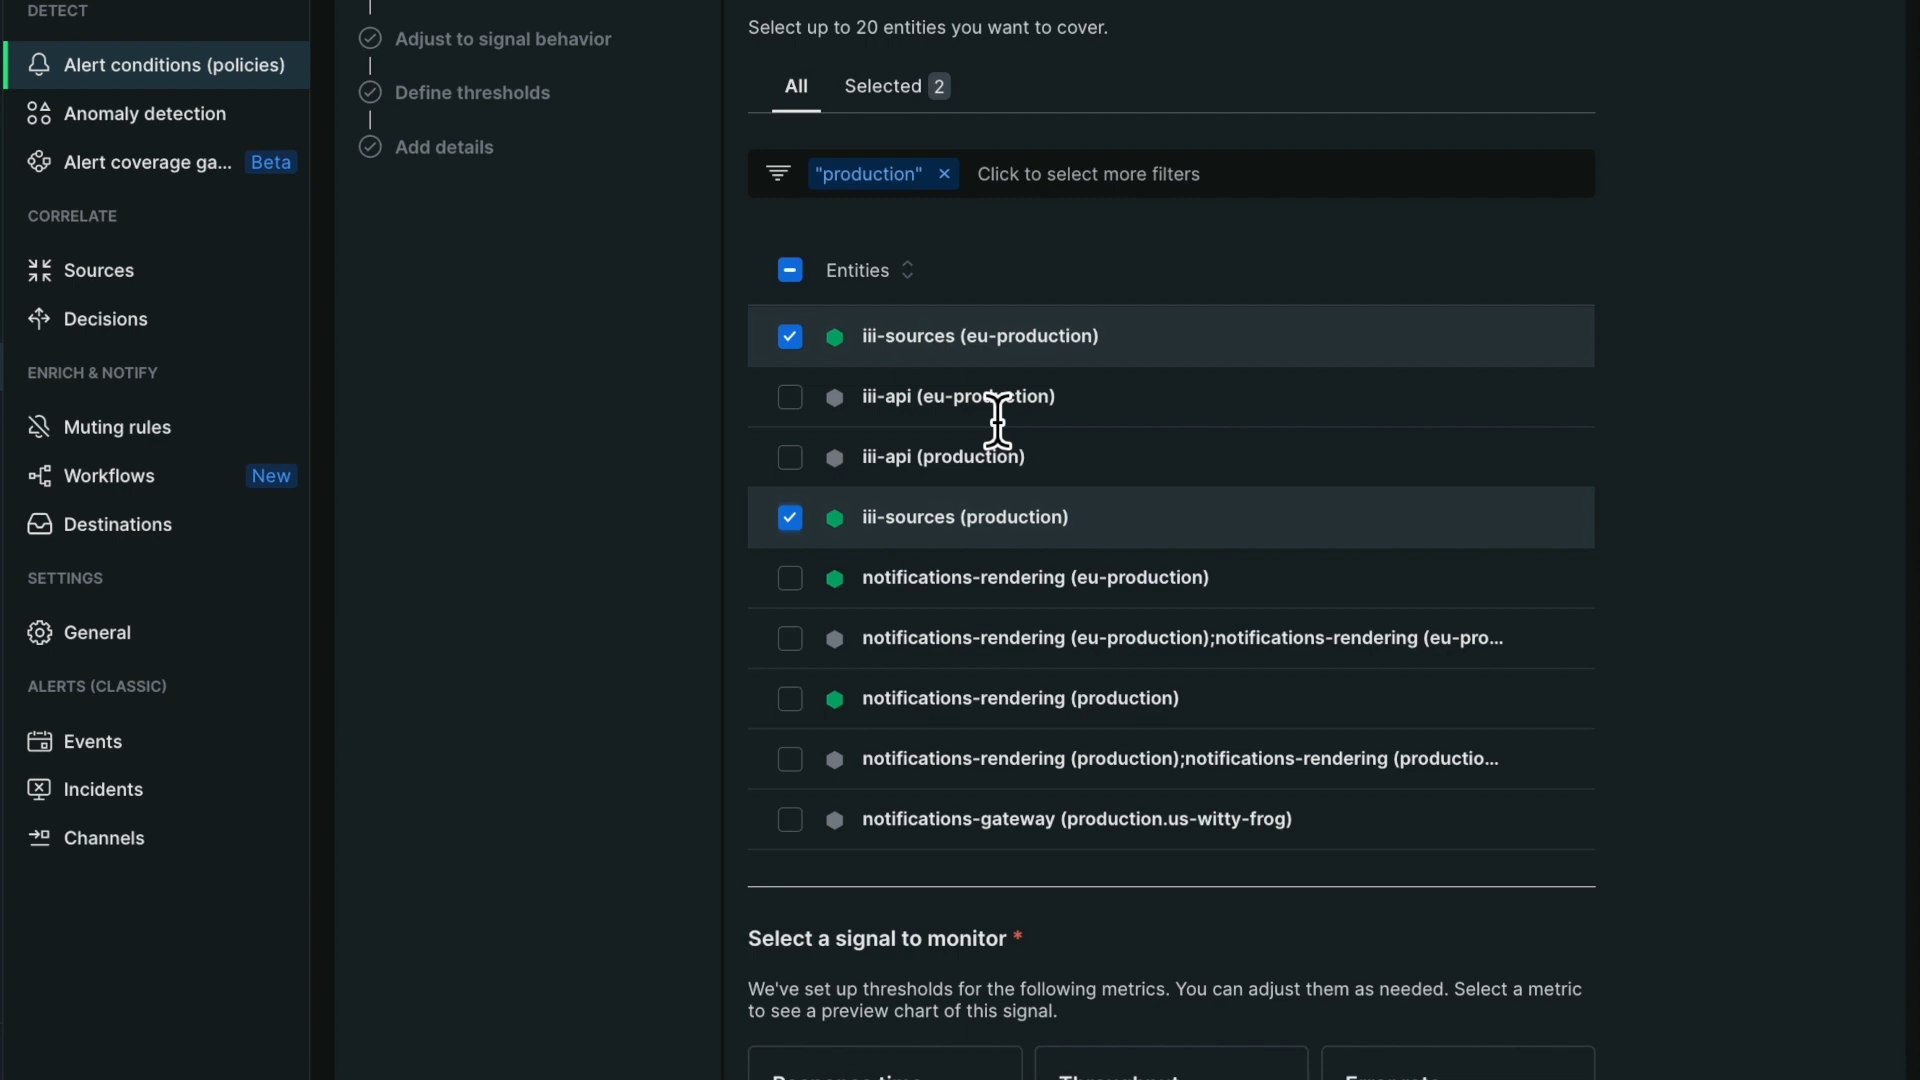 DETECT
Alert conditions (policies)
Anomaly detection
Alert coverage ga... Beta
CORRELATE
Sources
Decisions
ENRICH & NOTIFY
Muting rules
Workflows New
Destinations
SETTINGS
General
ALERTS (CLASSIC)
Events
Incidents
Channels
Adjust to signal behavior
Define thresholds
Add details
Select up to 20 entities you want to cover.
All Selected 2
"production" × Click to select more filters
Entities
iii-sources (eu-production)
iii-api (eu-production)
iii-api (production)
iii-sources (production)
notifications-rendering (eu-production)
notifications-rendering (eu-production);notifications-rendering (eu-pro...
notifications-rendering (production)
notifications-rendering (production);notifications-rendering (productio...
notifications-gateway (production.us-witty-frog)
Select a signal to monitor *
We've set up thresholds for the following metrics. You can adjust them as needed. Select a metric
to see a preview chart of this signal.
Response time Throughput Error rate